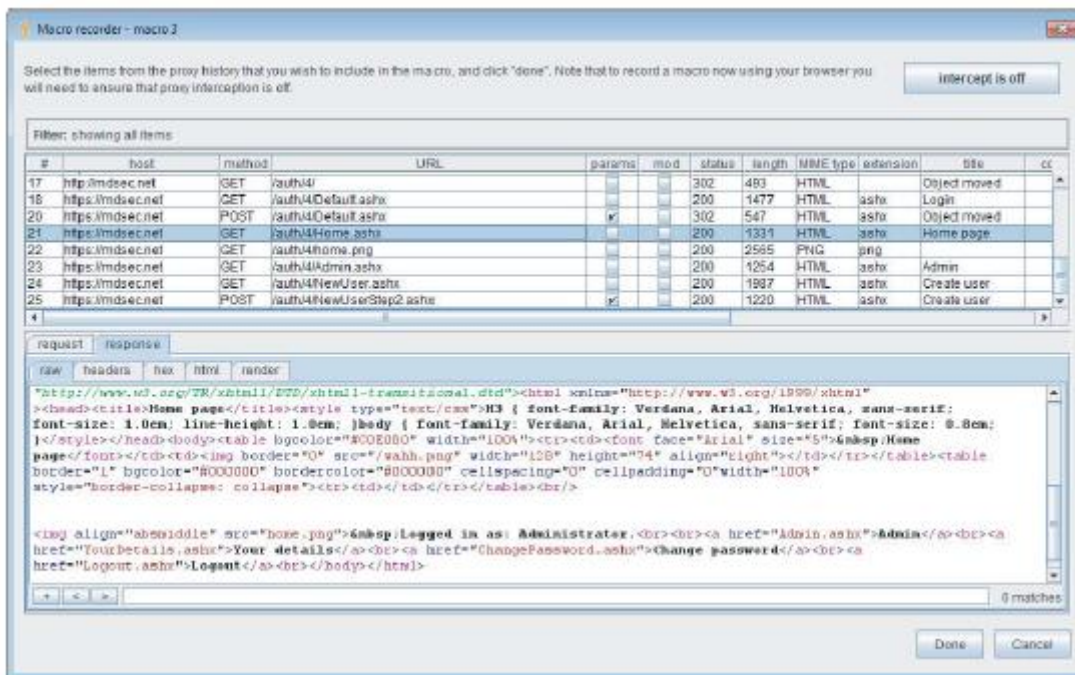 Macro recorder - macro 3
Select the items from the proxy history that you wish to include in the macro, and click "done". Note that to record a macro now using your browser you
will need to ensure that proxy interception is off.
intercept is off
Filter: showing all items
# host method URL params mod status length MIME type extension title
17 http://mdsec.net GET /auth/4/ 302 493 HTML Object moved
18 https://mdsec.net GET /auth/4/Default.ashx 200 1477 HTML ashx Login
20 https://mdsec.net POST /auth/4/Default.ashx 302 547 HTML ashx Object moved
21 https://mdsec.net GET /auth/4/Home.ashx 200 1331 HTML ashx Home page
22 https://mdsec.net GET /auth/4/home.png 200 2565 PNG png
23 https://mdsec.net GET /auth/4/Admin.ashx 200 1254 HTML ashx Admin
24 https://mdsec.net GET /auth/4/NewUser.ashx 200 1987 HTML ashx Create user
25 https://mdsec.net POST /auth/4/NewUserStep2.ashx 200 1220 HTML ashx Create user
request response
raw headers hex html render
"http://www.w3.org/TR/xhtml1/DTD/xhtml1-transitional.dtd"><html xmlns="http://www.w3.org/1999/xhtml"
><head><title>Home page</title><style type="text/css">H3 { font-family: Verdana, Arial, Helvetica, sans-serif;
font-size: 1.0em; line-height: 1.0em; }body { font-family: Verdana, Arial, Helvetica, sans-serif; font-size: 0.8em;
}</style></head><body><table bgcolor="#C0E0B0" width="100%"><tr><td><font face="Arial" size="5">&nbsp;Home
page</font></td><td><img border="0" src="/wahh.png" width="128" height="74" align="right"></td></tr></table><table
border="1" bgcolor="#000000" bordercolor="#000000" cellspacing="0" cellpadding="0"width="100%"
style="border-collapse: collapse"><tr><td></td></tr></table><br/>
<img align="absmiddle" src="home.png">&nbsp;Logged in as: Administrator.<br><br><a href="Admin.ashx">Admin</a><br><a
href="YourDetails.ashx">Your details</a><br><a href="ChangePassword.ashx">Change password</a><br><a
href="Logout.ashx">Logout</a><br></body></html>
+ < > 0 matches
Done Cancel